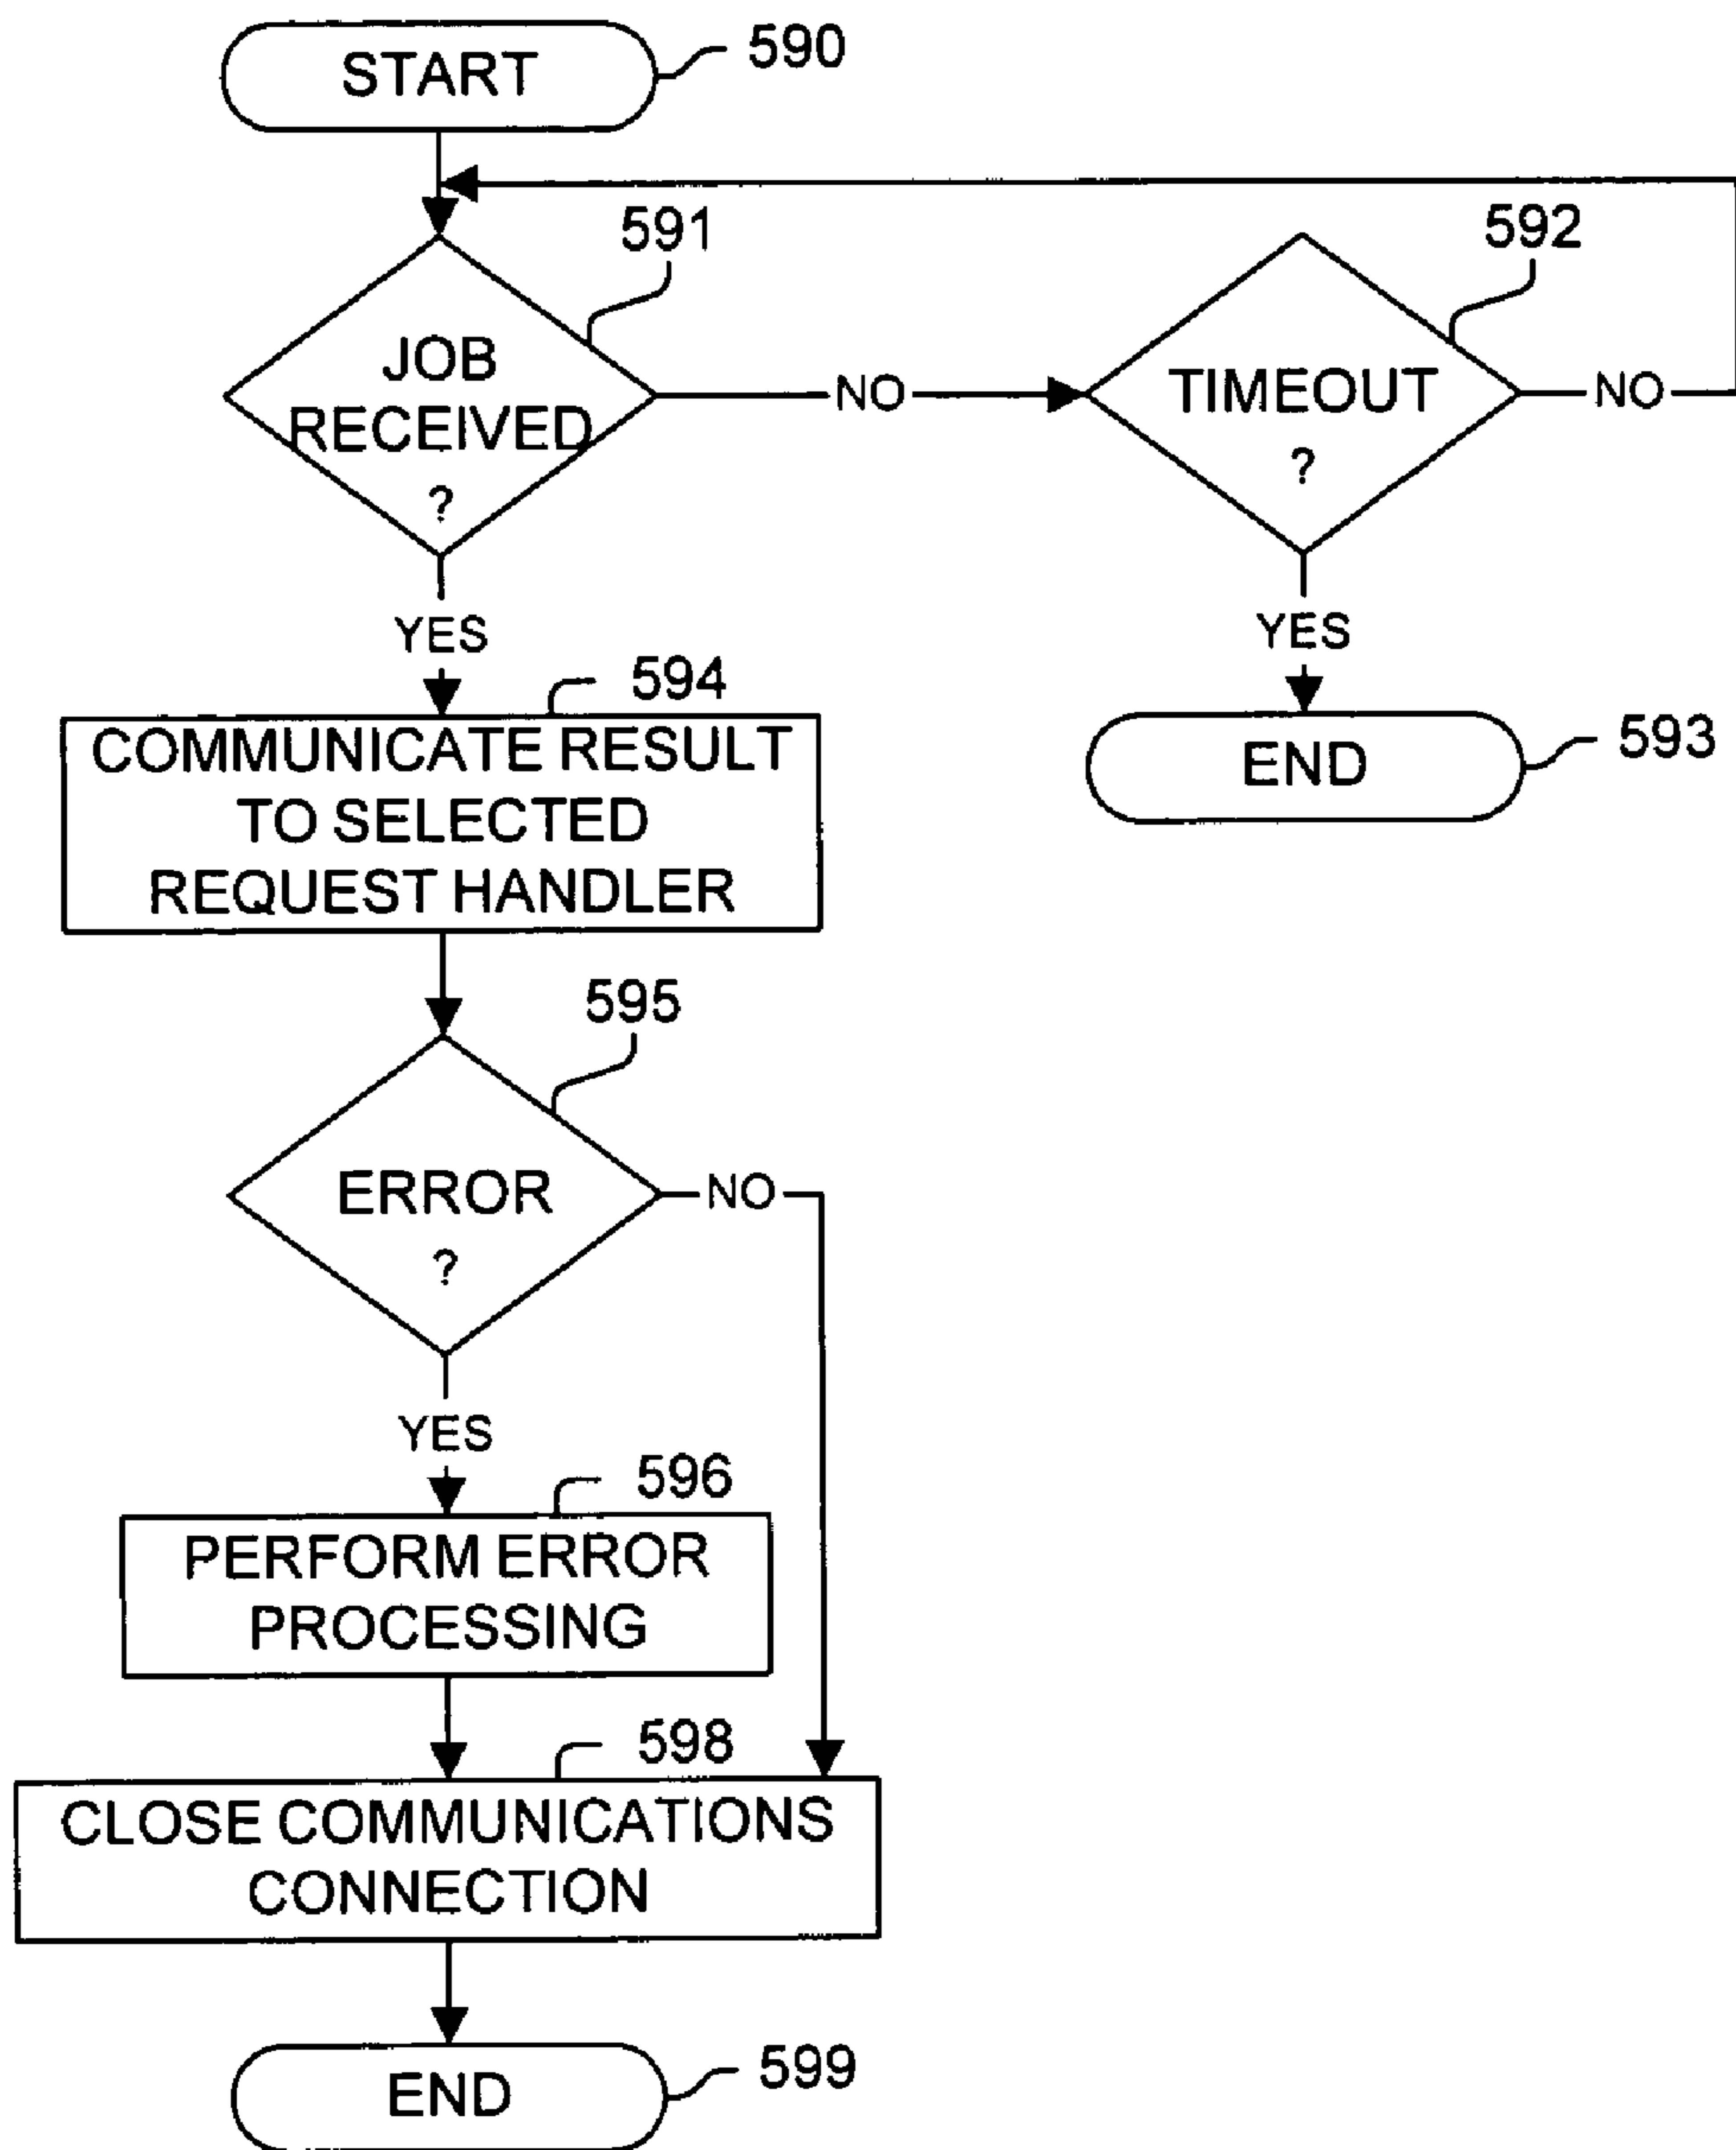 START
590
591
592
JOB
RECEIVED
?
NO
TIMEOUT
?
NO
YES
YES
594
593
COMMUNICATE RESULT
TO SELECTED
REQUEST HANDLER
END
595
ERROR
?
NO
YES
596
PERFORM ERROR
PROCESSING
598
CLOSE COMMUNICATIONS
CONNECTION
END
599